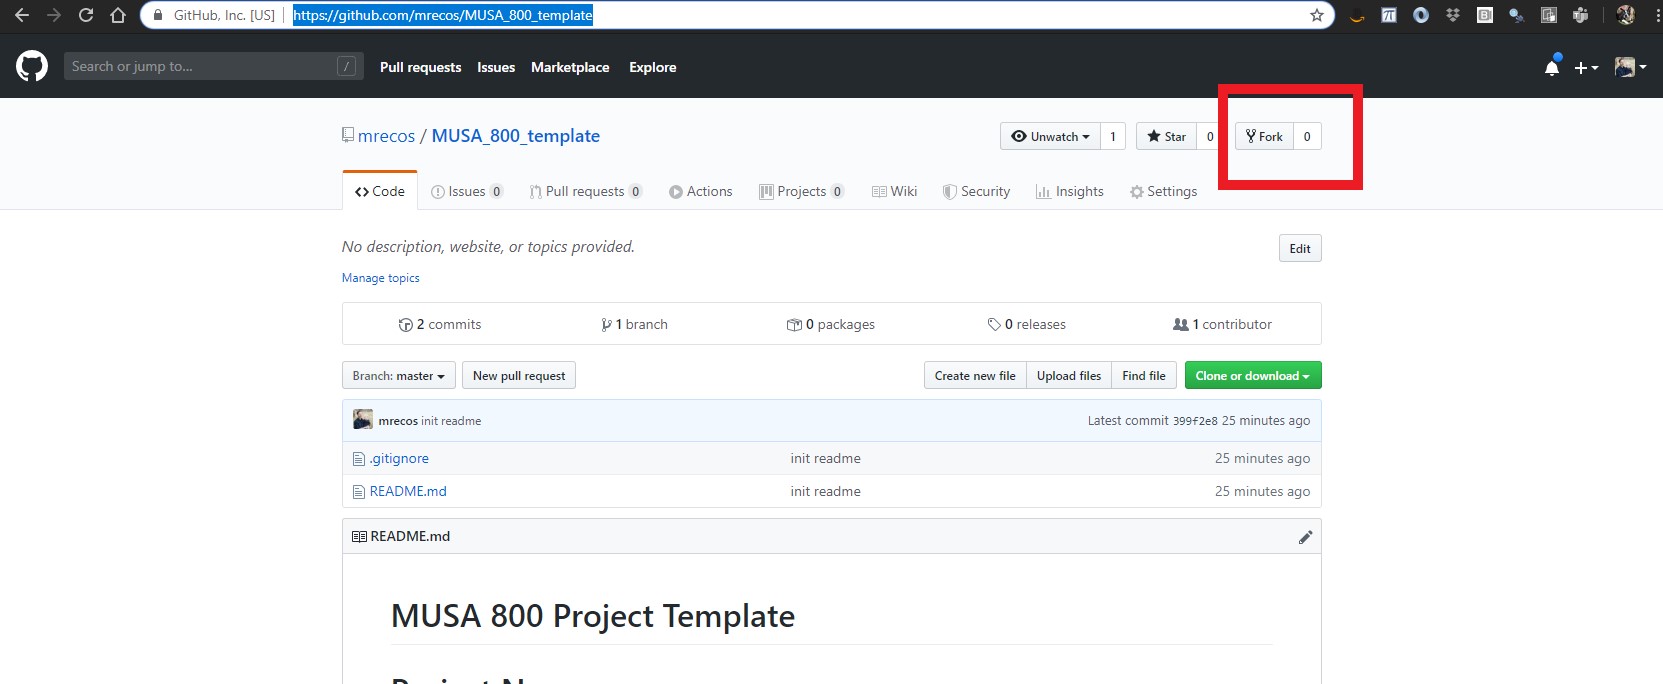 GitHub, Inc. [US] https://github.com/mrecos/MUSA_800_template
Search or jump to... / Pull requests Issues Marketplace Explore
mrecos / MUSA_800_template Unwatch 1 Star 0 Fork 0
Code Issues 0 Pull requests 0 Actions Projects 0 Wiki Security Insights Settings
No description, website, or topics provided. Edit
Manage topics
2 commits 1 branch 0 packages 0 releases 1 contributor
Branch: master New pull request Create new file Upload files Find file Clone or download
mrecos init readme Latest commit 399f2e8 25 minutes ago
.gitignore init readme 25 minutes ago
README.md init readme 25 minutes ago
README.md
MUSA 800 Project Template